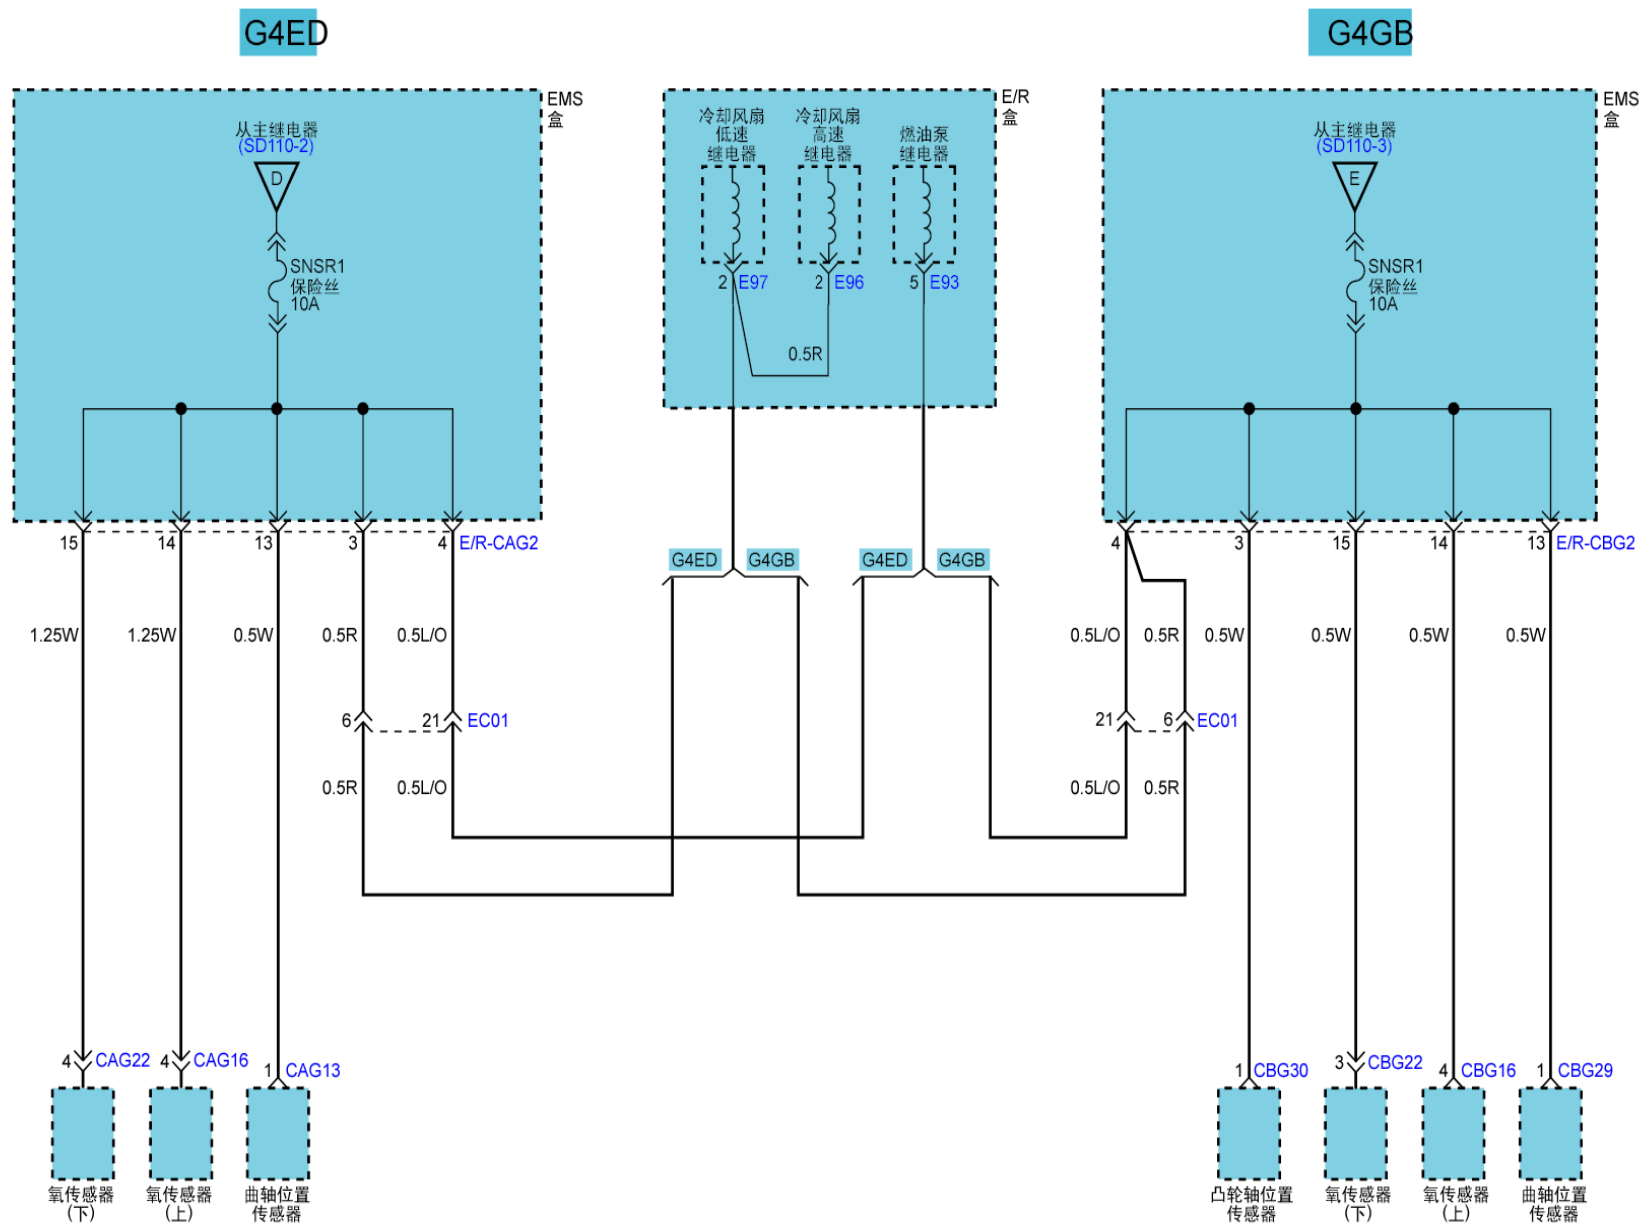 G4ED
G4GB
EMS
盒
从主继电器
(SD110-2)
D
SNSR1
保险丝
10A
E/R
盒
冷却风扇
低速
继电器
冷却风扇
高速
继电器
燃油泵
继电器
2 E97
2 E96
5 E93
0.5R
EMS
盒
从主继电器
(SD110-3)
E
SNSR1
保险丝
10A
15 14 13 3 4 E/R-CAG2
4 3 15 14 13 E/R-CBG2
G4ED G4GB G4ED G4GB
1.25W 1.25W 0.5W 0.5R 0.5L/O
0.5L/O 0.5R 0.5W 0.5W 0.5W 0.5W
6 21 EC01
21 6 EC01
0.5R 0.5L/O
0.5L/O 0.5R
4 CAG22
4 CAG16
1 CAG13
1 CBG30
3 CBG22
4 CBG16
1 CBG29
氧传感器
(下)
氧传感器
(上)
曲轴位置
传感器
凸轮轴位置
传感器
氧传感器
(下)
氧传感器
(上)
曲轴位置
传感器